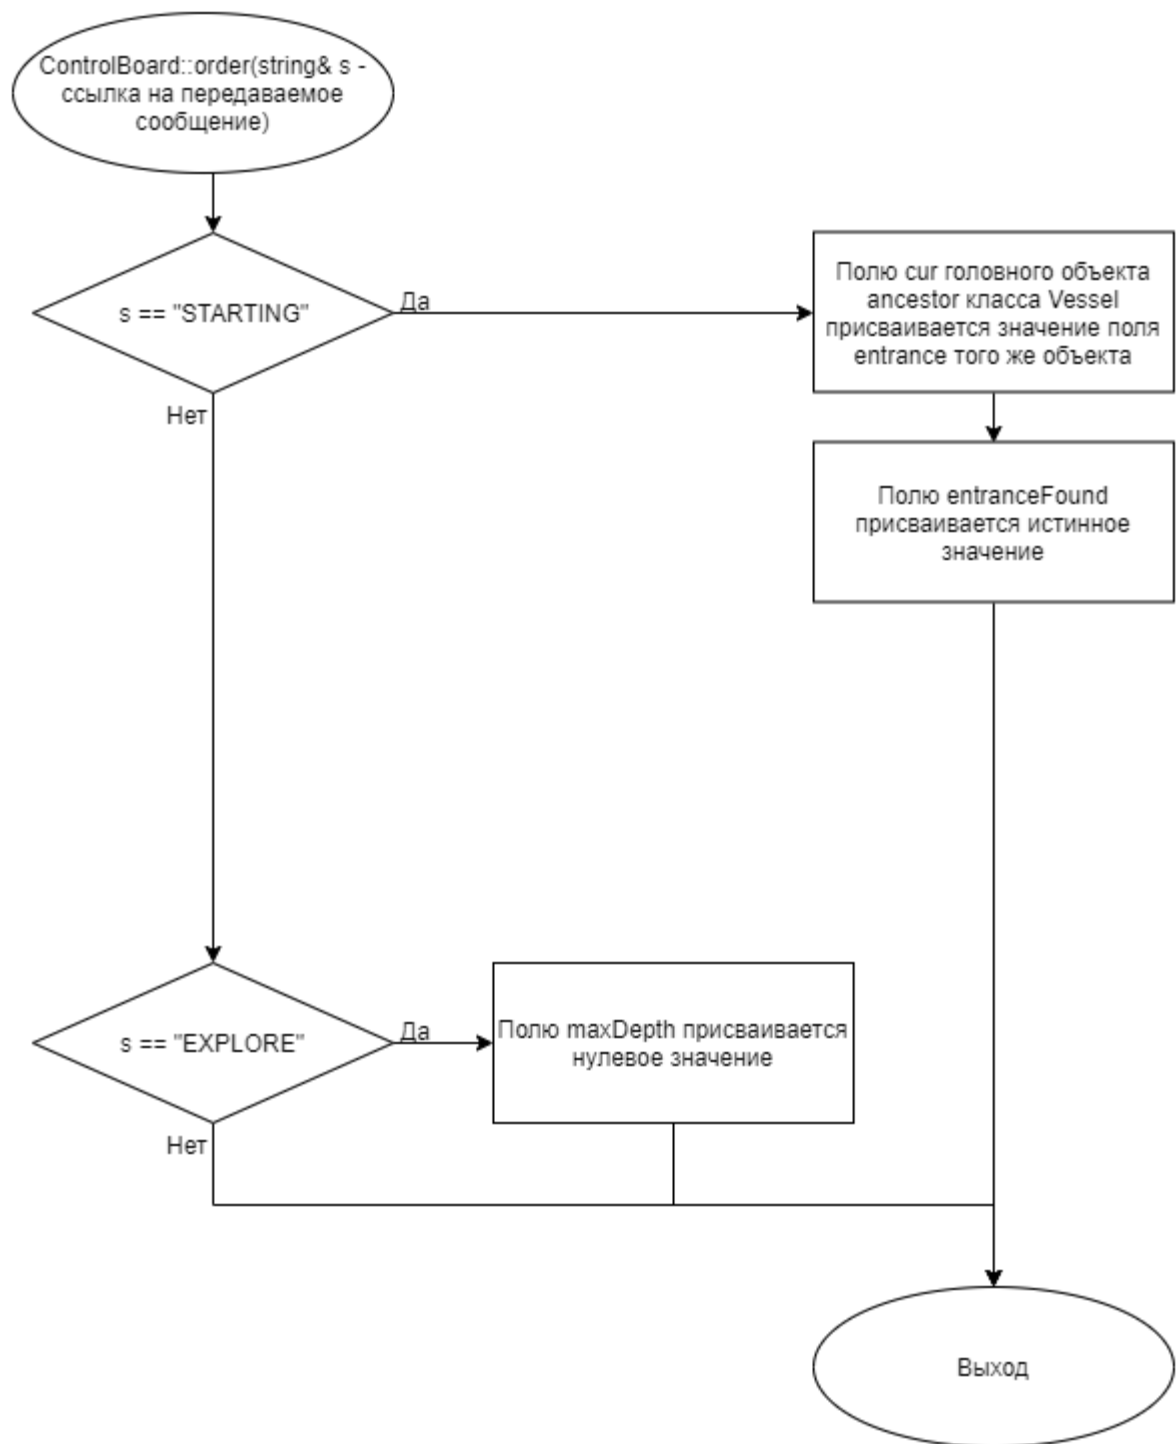 ControlBoard::order(string& s -
ссылка на передаваемое
сообщение)
s == "STARTING"
Да
Полю cur головного объекта
ancestor класса Vessel
присваивается значение поля
entrance того же объекта
Нет
Полю entranceFound
присваивается истинное
значение
s == "EXPLORE"
Да
Полю maxDepth присваивается
нулевое значение
Нет
Выход